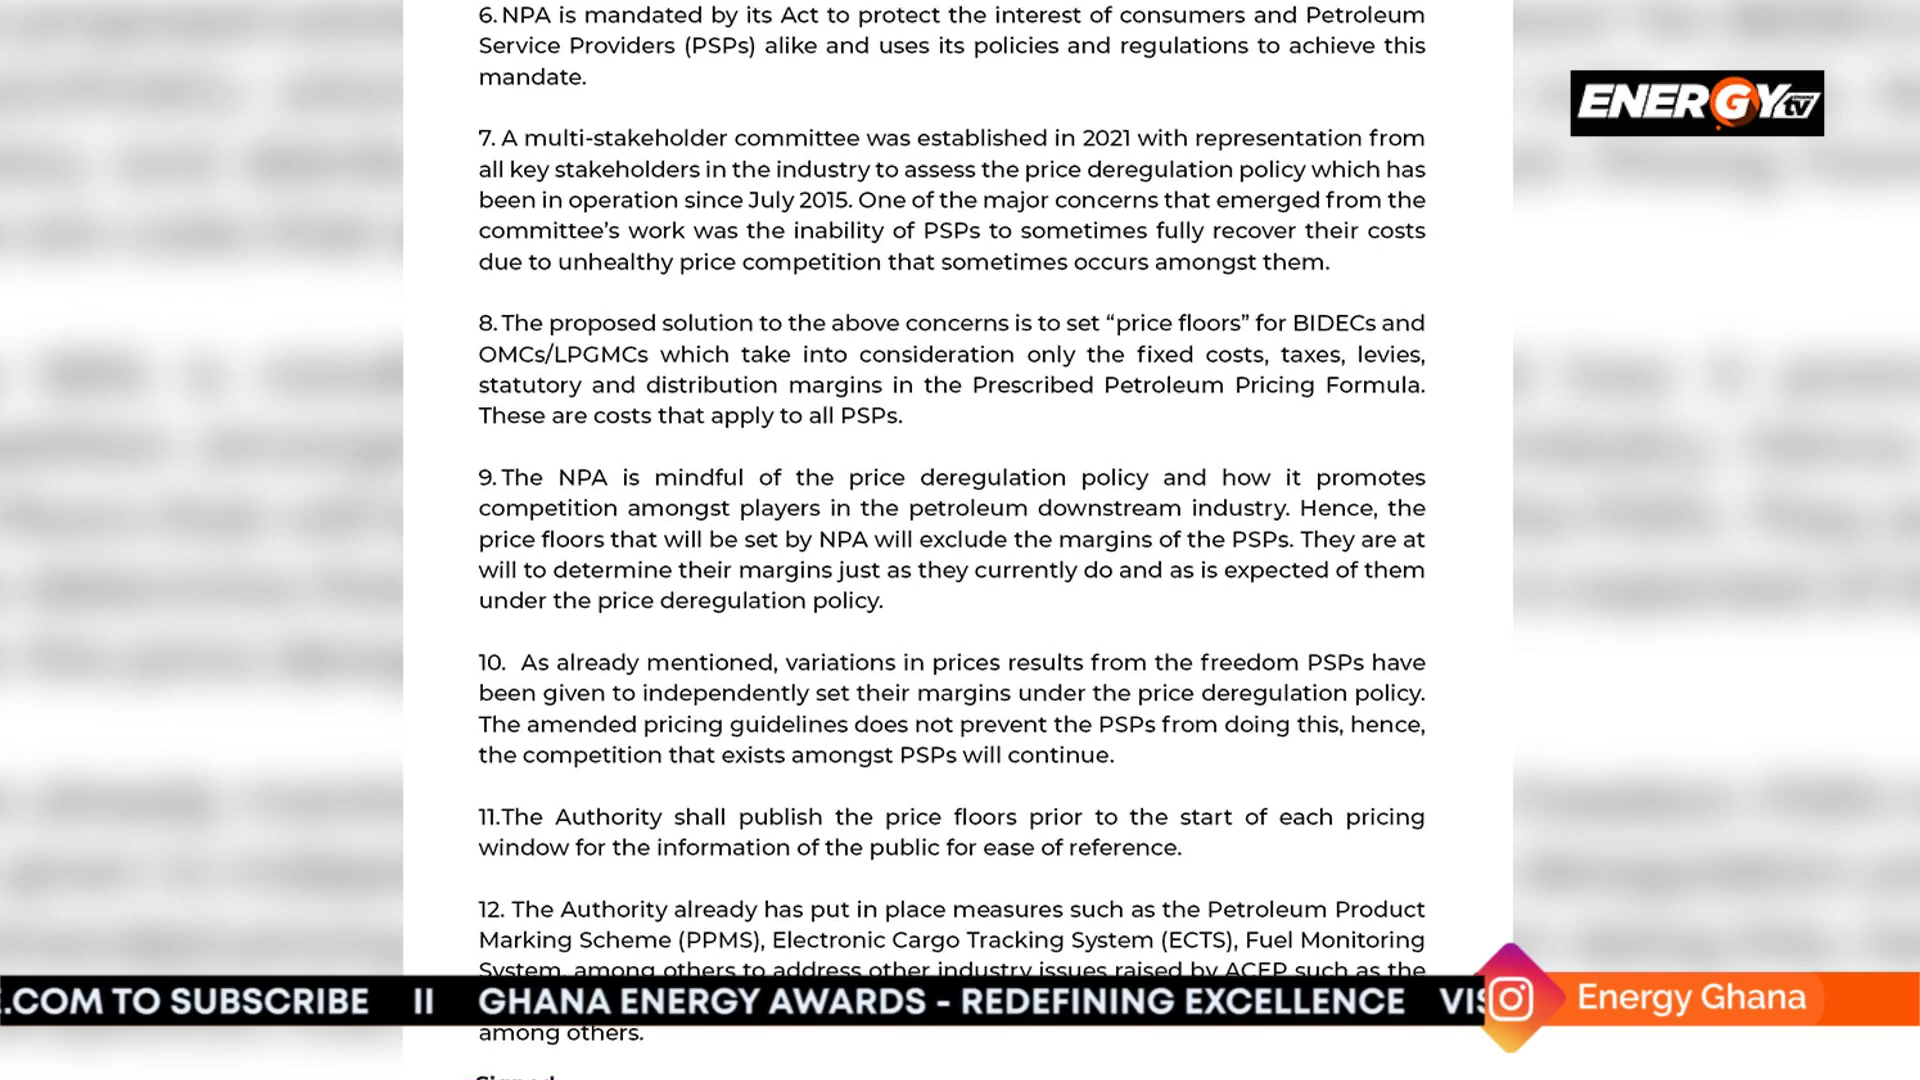 6. NPA is mandated by its Act to protect the interest of consumers and Petroleum
Service Providers (PSPs) alike and uses its policies and regulations to achieve this
mandate.
7. A multi-stakeholder committee was established in 2021 with representation from
all key stakeholders in the industry to assess the price deregulation policy which has
been in operation since July 2015. One of the major concerns that emerged from the
committee’s work was the inability of PSPs to sometimes fully recover their costs
due to unhealthy price competition that sometimes occurs amongst them.
8. The proposed solution to the above concerns is to set “price floors” for BIDECs and
OMCs/LPGMCs which take into consideration only the fixed costs, taxes, levies,
statutory and distribution margins in the Prescribed Petroleum Pricing Formula.
These are costs that apply to all PSPs.
9. The NPA is mindful of the price deregulation policy and how it promotes
competition amongst players in the petroleum downstream industry. Hence, the
price floors that will be set by NPA will exclude the margins of the PSPs. They are at
will to determine their margins just as they currently do and as is expected of them
under the price deregulation policy.
10. As already mentioned, variations in prices results from the freedom PSPs have
been given to independently set their margins under the price deregulation policy.
The amended pricing guidelines does not prevent the PSPs from doing this, hence,
the competition that exists amongst PSPs will continue.
11.The Authority shall publish the price floors prior to the start of each pricing
window for the information of the public for ease of reference.
12. The Authority already has put in place measures such as the Petroleum Product
Marking Scheme (PPMS), Electronic Cargo Tracking System (ECTS), Fuel Monitoring
System, among others to address other industry issues raised by ACEP such as the
among others.
ENERGY tv
.COM TO SUBSCRIBE II GHANA ENERGY AWARDS - REDEFINING EXCELLENCE VIS
Energy Ghana